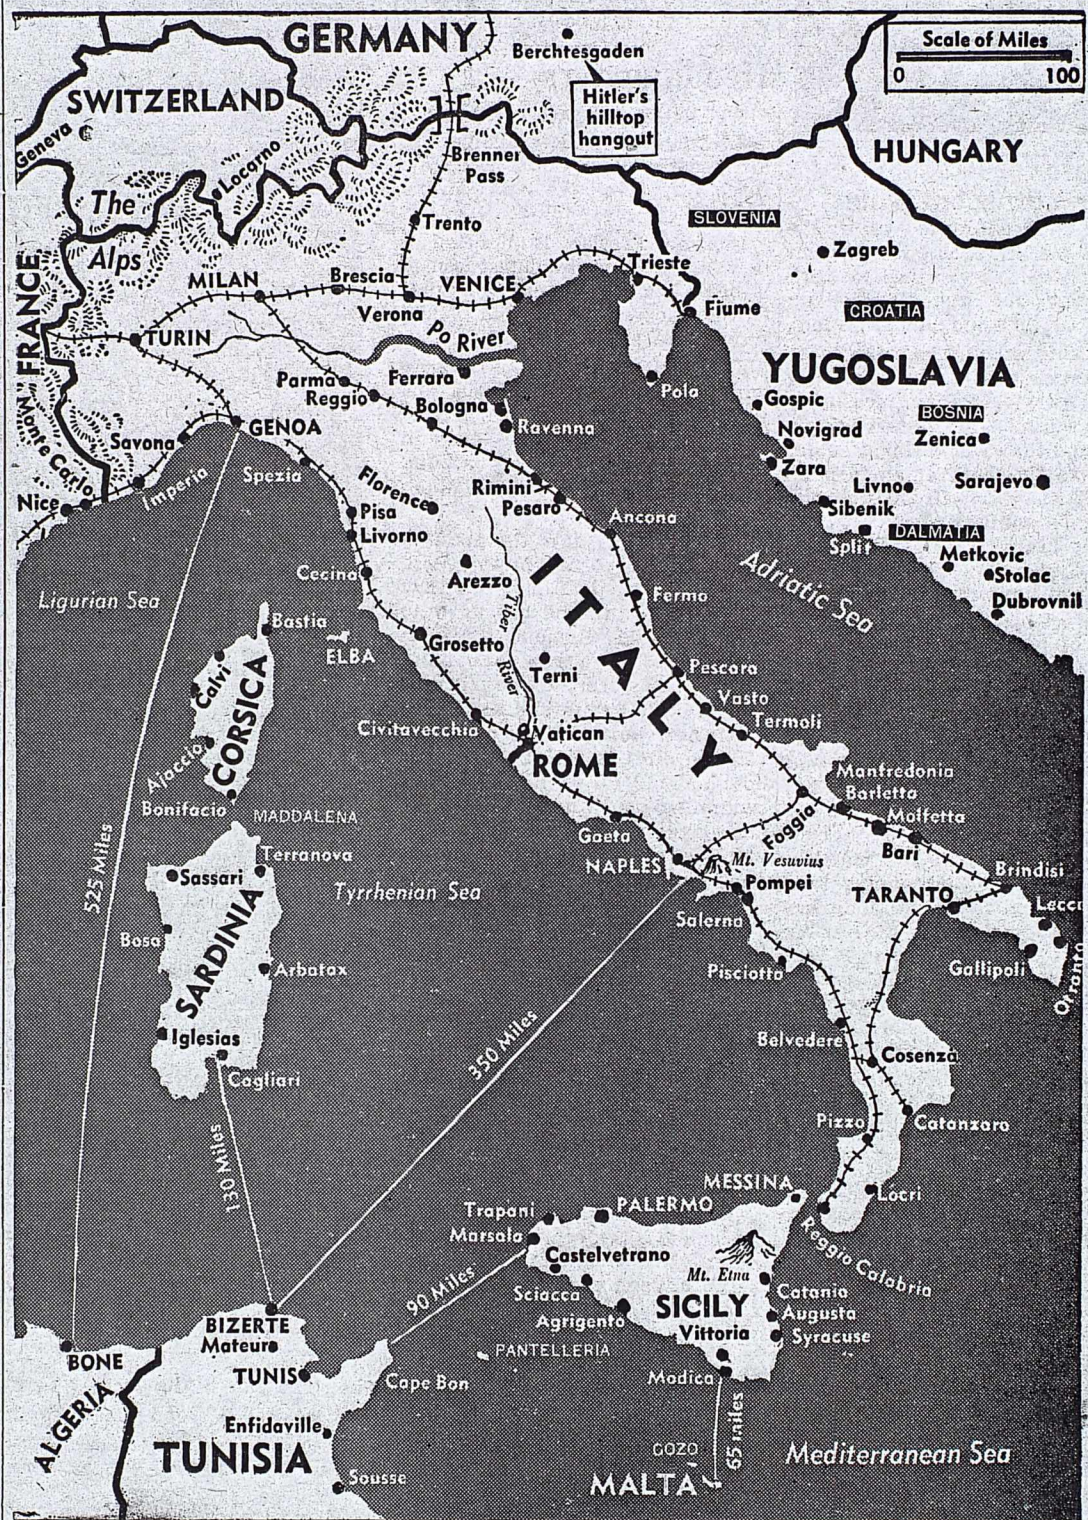 GERMANY
Berchtesgaden
Scale of Miles
0 100
Hitler's
hilltop
hangout
SWITZERLAND
Geneva
Locarno
Brenner
Pass
HUNGARY
The
Alps
Trento
SLOVENIA
Zagreb
FRANCE
MILAN
Brescia
VENICE
Trieste
Verona
Fiume
CROATIA
TURIN
Po River
YUGOSLAVIA
Parma
Reggio
Ferrara
Bologna
Ravenna
Pola
Gospic
BOSNIA
Novigrad
Zenica
Savona
GENOA
Monte Carlo
Imperia
Spezia
Florence
Zara
Nice
Pisa
Livorno
Rimini
Pesaro
Livno
Sarajevo
Sibenik
Ancona
Split
DALMATIA
Metkovic
Stolac
Dubrovnil
Cecina
Arezzo
ITALY
Adriatic Sea
Ligurian Sea
Tiber
River
Fermo
Bastia
ELBA
Grosetto
Terni
Pescara
Calvi
CORSICA
Vasto
Termoli
Civitavecchia
Vatican
ROME
Ajaccio
Bonifacio
MADDALENA
Manfredonia
Barletta
Molfetta
Foggia
Bari
Gaeta
NAPLES
Mt. Vesuvius
Pompei
Brindisi
TARANTO
Lecce
525 Miles
Terranova
Sassari
Tyrrhenian Sea
Salerna
SARDINIA
Bosa
Arbatax
Pisciotta
Gallipoli
Otranto
Iglesias
Cagliari
350 Miles
Belvedere
Cosenza
130 Miles
Pizzo
Catanzaro
MESSINA
Locri
Trapani
PALERMO
Marsala
Reggio Calabria
Castelvetrano
Mt. Etna
90 Miles
Sciacca
Agrigento
SICILY
Catania
Augusta
Syracuse
Vittoria
BIZERTE
Mateur
PANTELLERIA
BONE
TUNIS
Cape Bon
Modica
ALGERIA
Enfidaville
65 miles
TUNISIA
GOZO
Mediterranean Sea
Sousse
MALTA